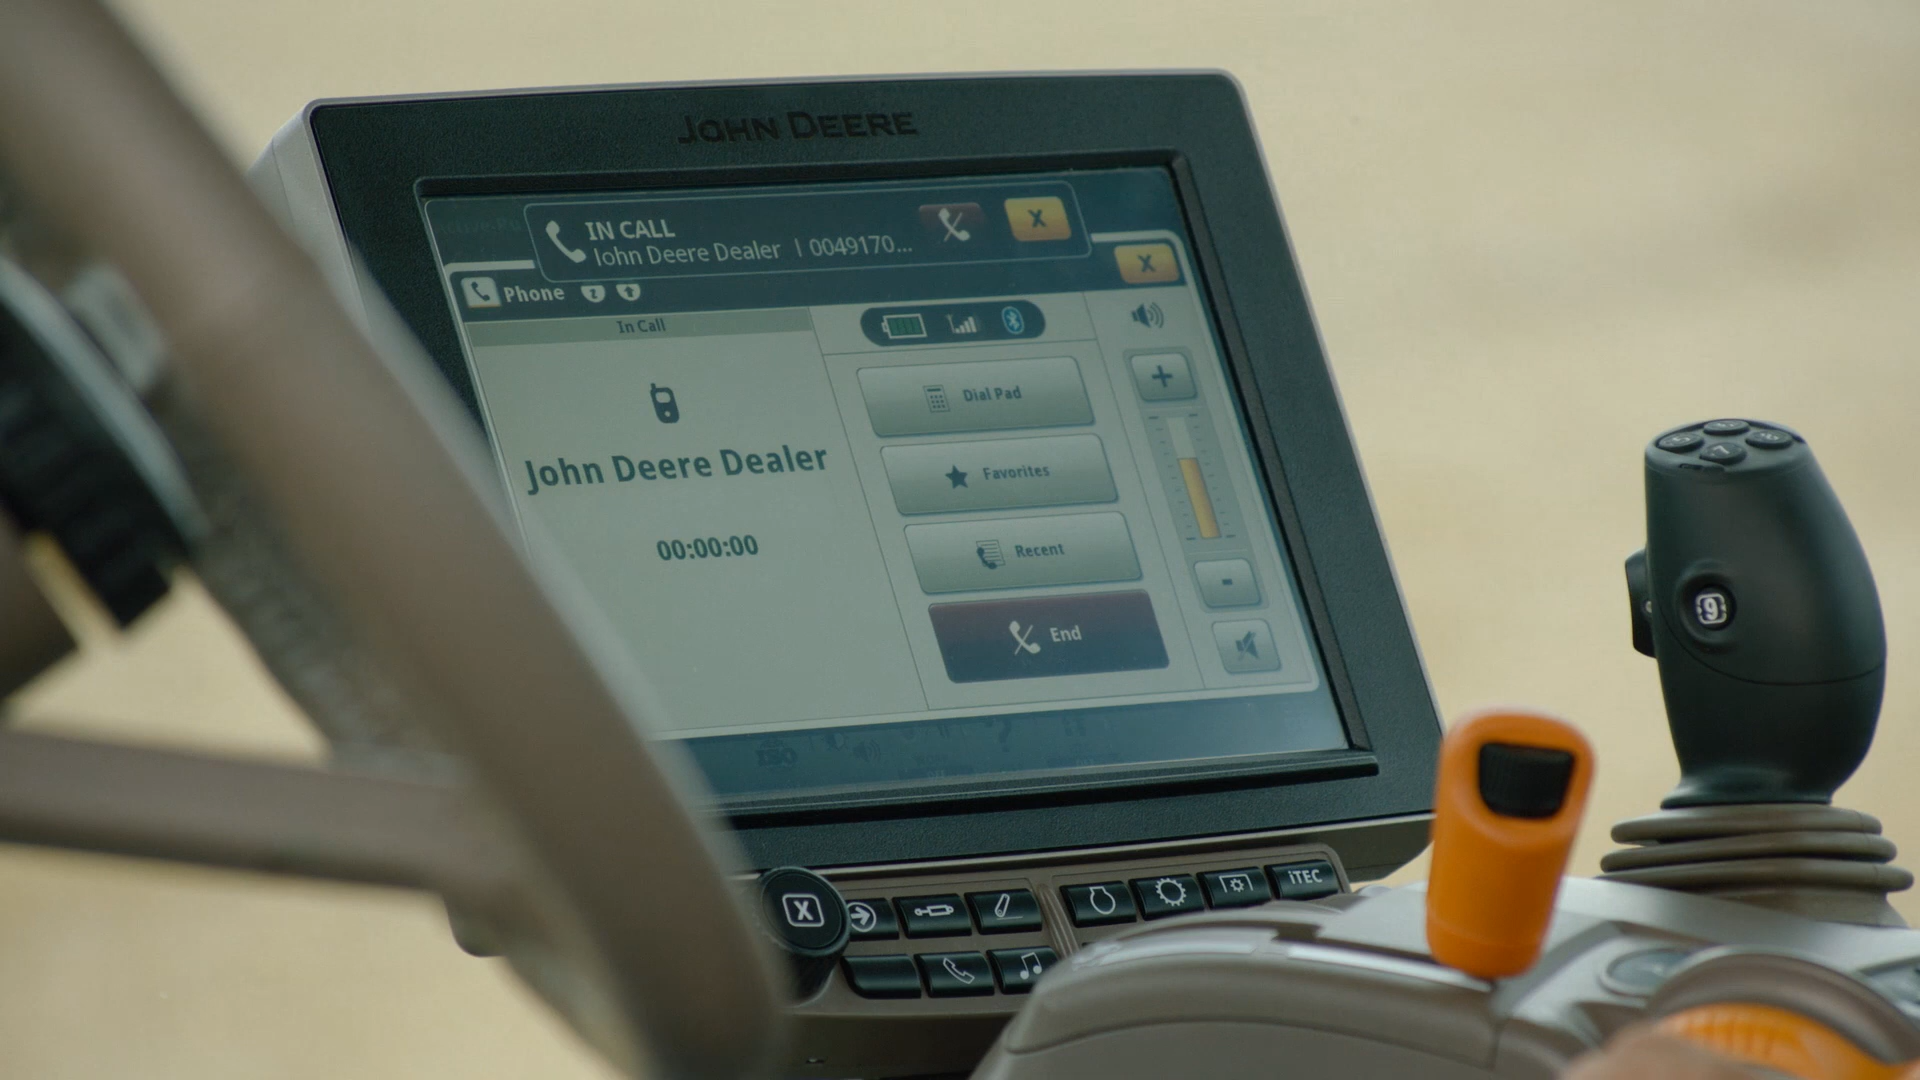 JOHN DEERE
IN CALL
John Deere Dealer | 0049170...
X
X
Phone
In Call
John Deere Dealer
00:00:00
Dial Pad
Favorites
Recent
End
+
-
7
9
X
iTEC